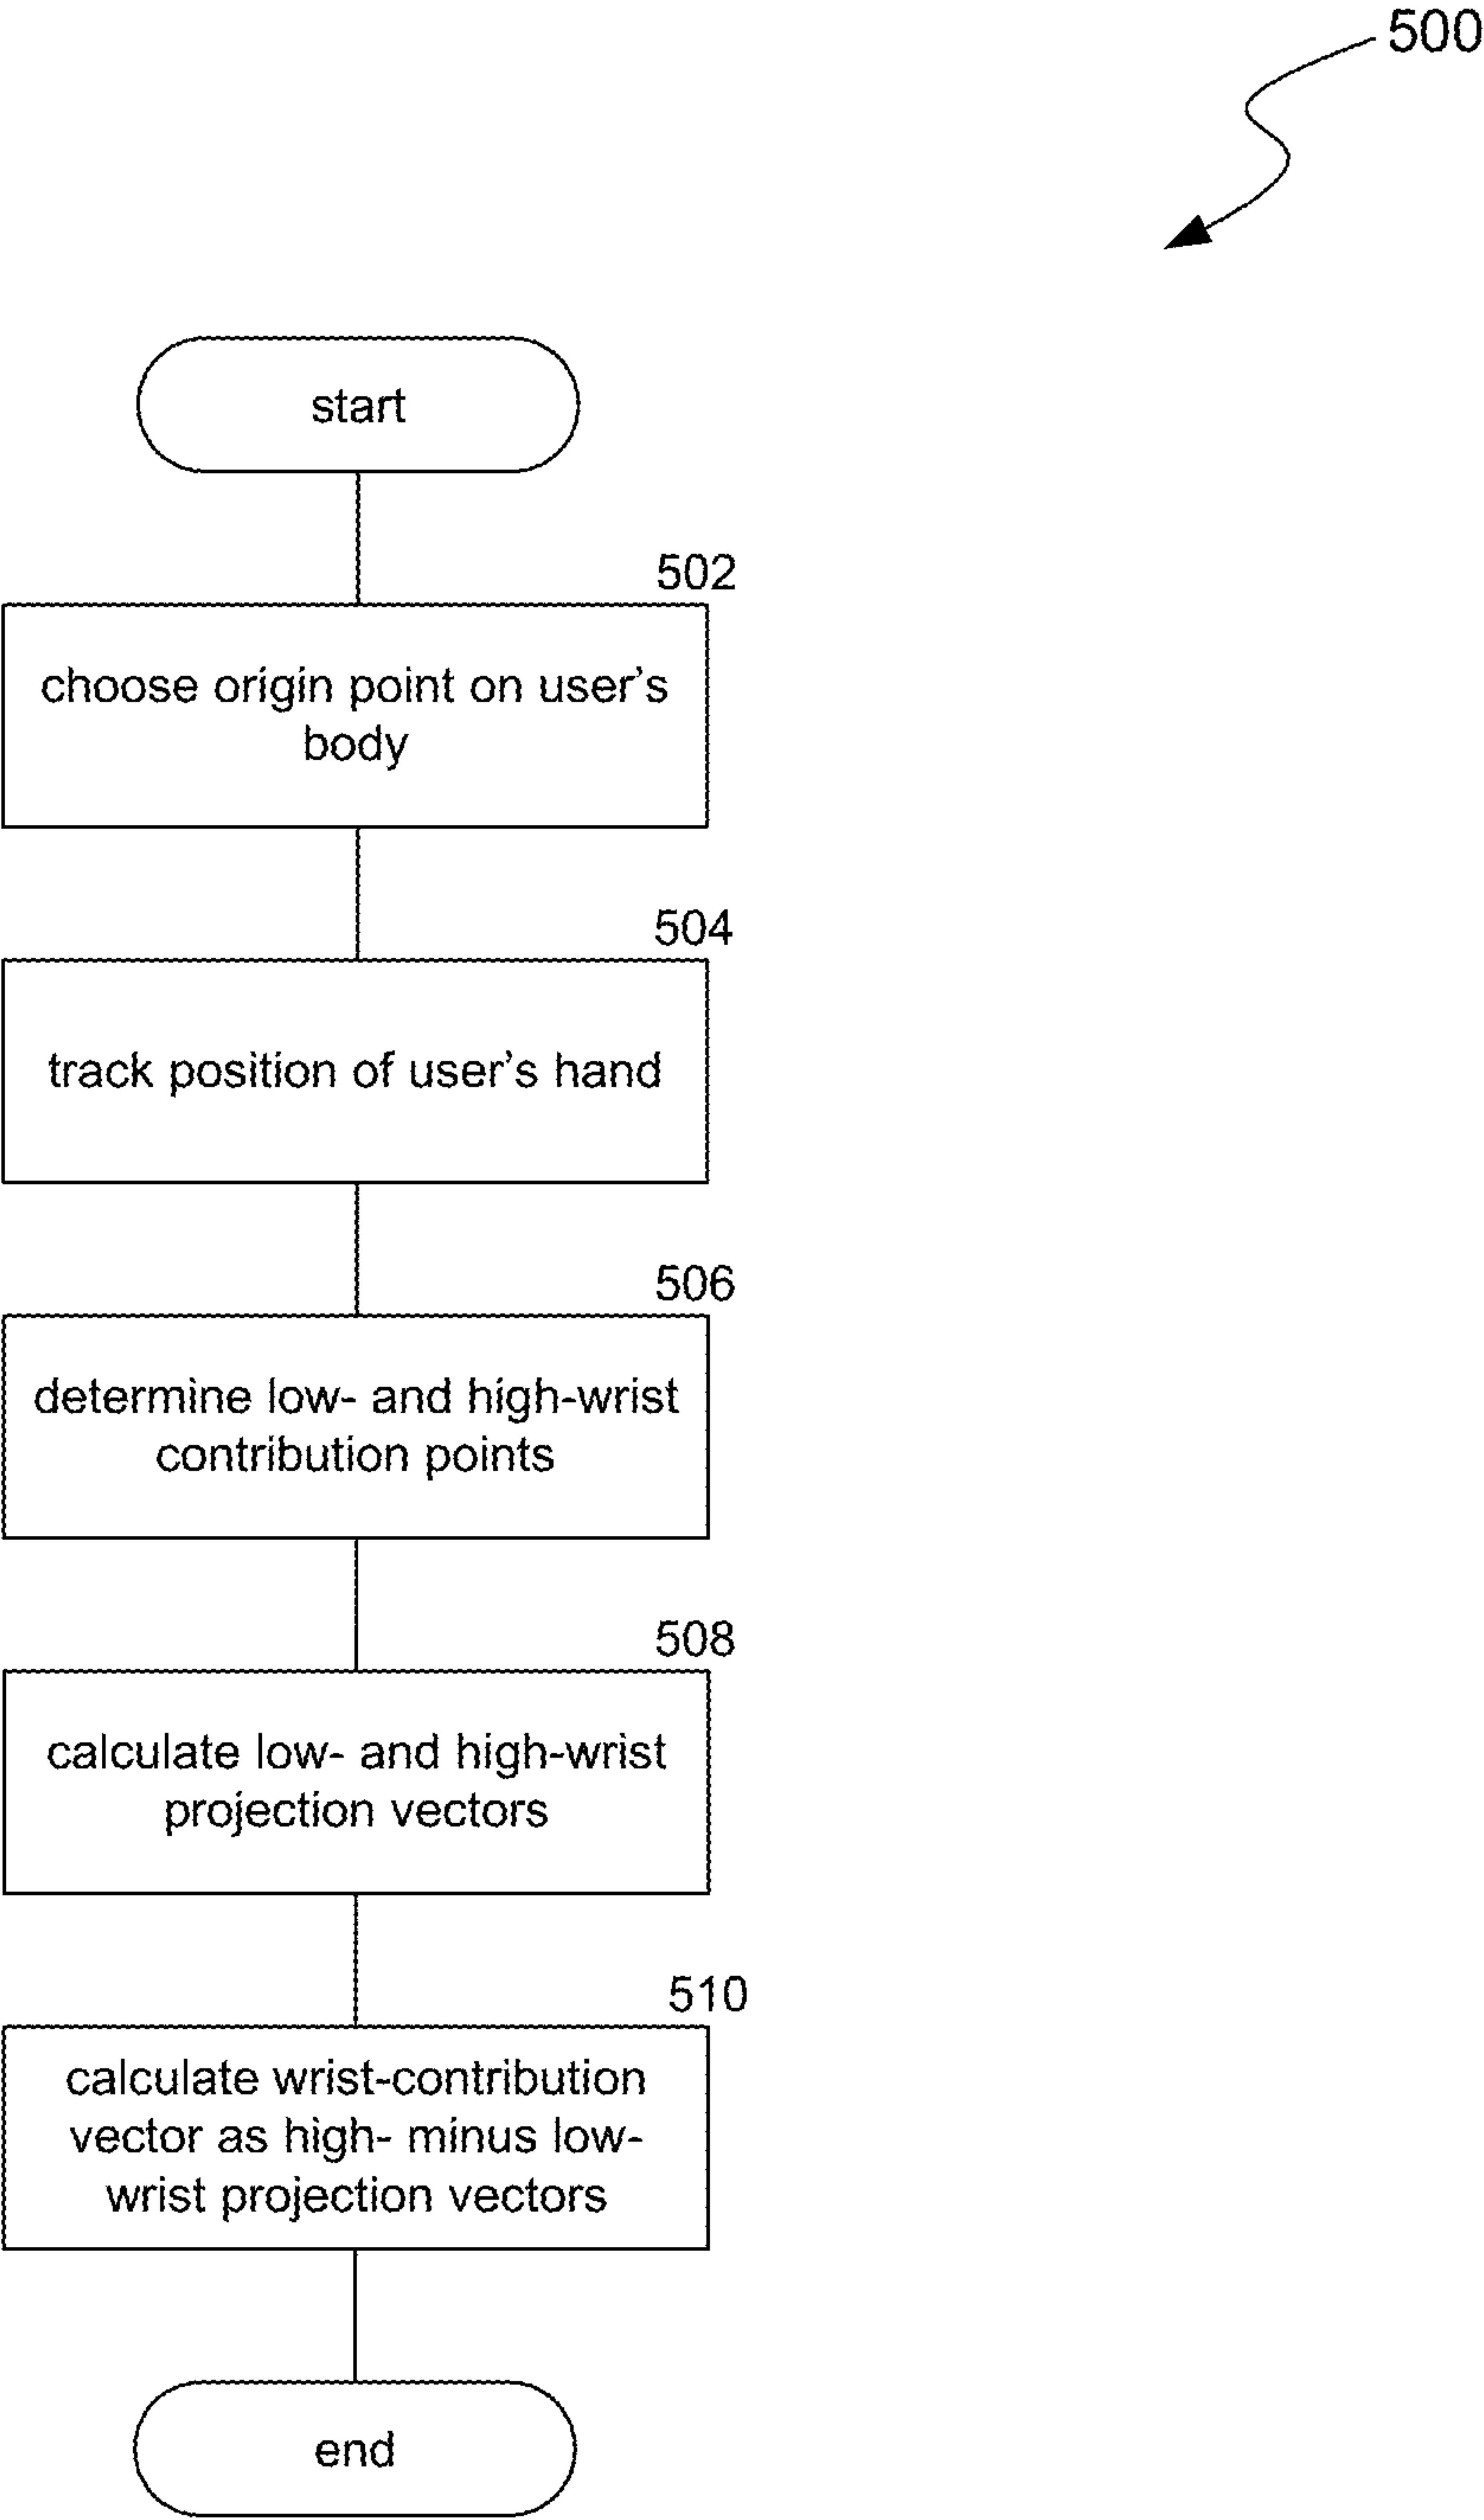 500
start
502
choose origin point on user's
body
504
track position of user's hand
506
determine low- and high-wrist
contribution points
508
calculate low- and high-wrist
projection vectors
510
calculate wrist-contribution
vector as high- minus low-
wrist projection vectors
end